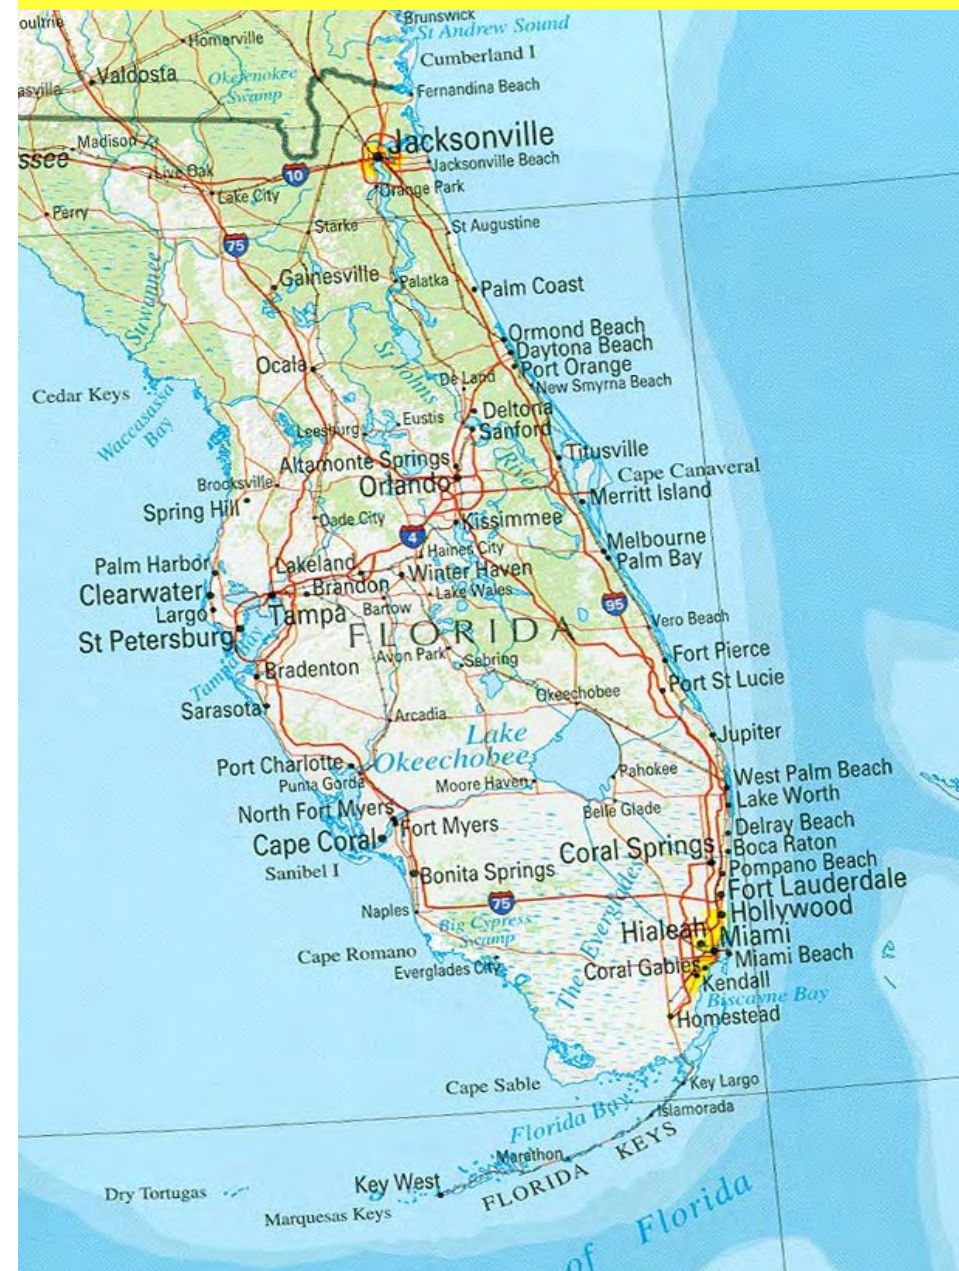 oultrie
Brunswick
St Andrew Sound
Homerville
Cumberland I
Valdosta
Okefenokee
Swamp
asville
Fernandina Beach
Jacksonville
Madison
ssee
Jacksonville Beach
Live Oak
10
Orange Park
Lake City
Perry
St Augustine
Starke
75
Gainesville
Palatka
Palm Coast
Suwannee
Ormond Beach
Daytona Beach
St Johns
Port Orange
Ocala
De Land
New Smyrna Beach
Cedar Keys
Waccasassa
Bay
Deltona
Eustis
Sanford
Leesburg
Titusville
Altamonte Springs
River
Cape Canaveral
Brooksville
Orlando
Merritt Island
Spring Hill
Dade City
Kissimmee
4
Melbourne
Haines City
Palm Bay
Palm Harbor
Lakeland
Winter Haven
Clearwater
Brandon
Lake Wales
95
Largo
Tampa
Bartow
Vero Beach
St Petersburg
FLORIDA
Tampa Bay
Avon Park
Sebring
Fort Pierce
Bradenton
Port St Lucie
Okeechobee
Sarasota
Arcadia
Lake
Okeechobee
Jupiter
Port Charlotte
Punta Gorda
Moore Haven
Pahokee
West Palm Beach
Lake Worth
North Fort Myers
Belle Glade
Fort Myers
Delray Beach
Cape Coral
Coral Springs
Boca Raton
Sanibel I
Bonita Springs
Pompano Beach
Fort Lauderdale
75
Naples
Hollywood
Big Cypress
Swamp
The Everglades
Hialeah
Miami
Cape Romano
Miami Beach
Everglades City
Coral Gables
Kendall
Biscayne Bay
Homestead
Cape Sable
Key Largo
Florida Bay
Islamorada
Marathon
Key West
FLORIDA KEYS
Dry Tortugas
Marquesas Keys
of Florida